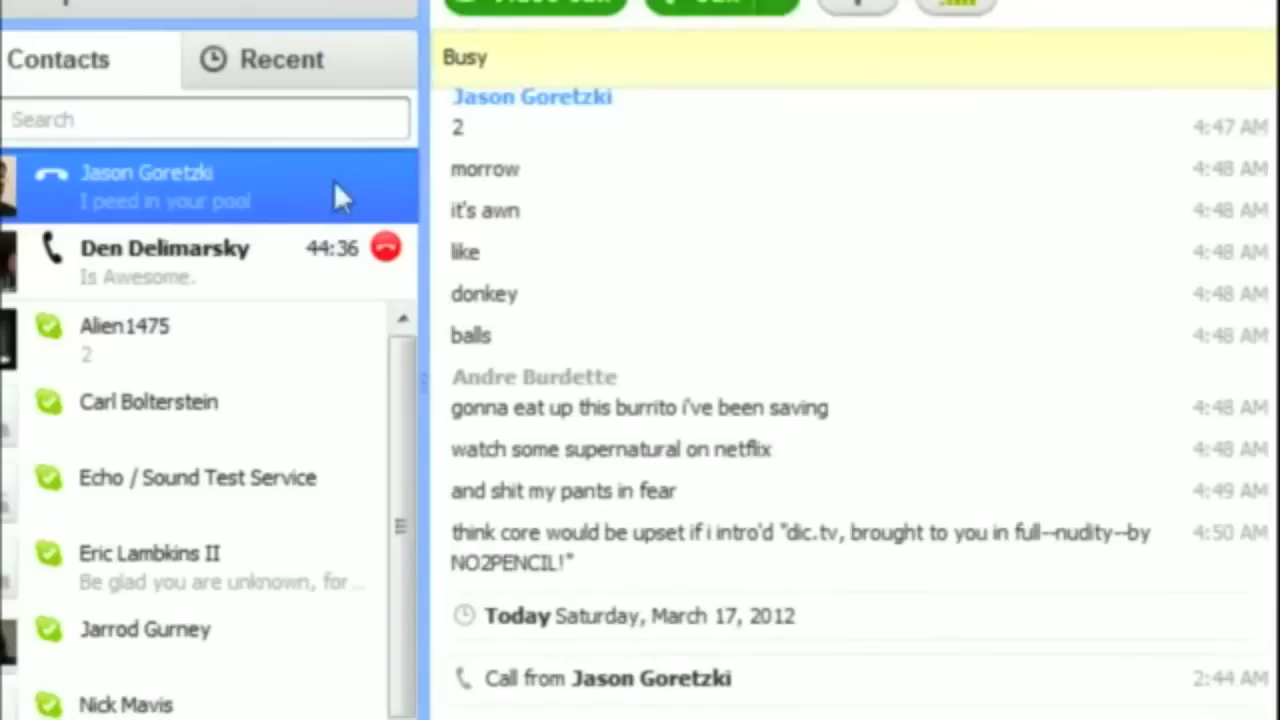 Contacts
Recent
Search
Jason Goretzki
I peed in your pool
Den Delimarsky 44:36
Is Awesome.
Alien1475
2
Carl Bolterstein
Echo / Sound Test Service
Eric Lambkins II
Be glad you are unknown, for...
Jarrod Gurney
Nick Mavis
Busy
Jason Goretzki
2 4:47 AM
morrow 4:48 AM
it's awn 4:48 AM
like 4:48 AM
donkey 4:48 AM
balls 4:48 AM
Andre Burdette
gonna eat up this burrito i've been saving 4:48 AM
watch some supernatural on netflix 4:48 AM
and shit my pants in fear 4:49 AM
think core would be upset if i intro'd "dic.tv, brought to you in full--nudity--by 4:50 AM
NO2PENCIL!"
Today Saturday, March 17, 2012
Call from Jason Goretzki 2:44 AM